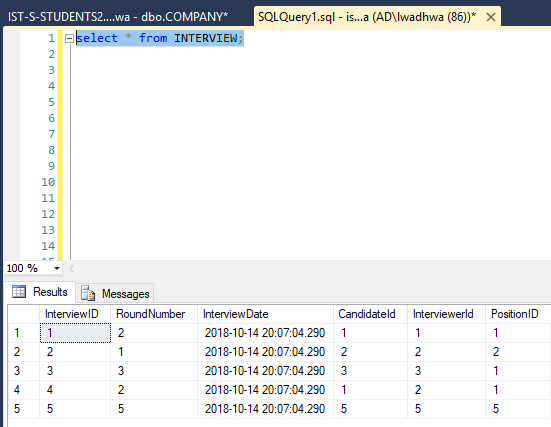 IST-S-STUDENTS2....wa - dbo.COMPANY* SQLQuery1.sql - is...a (AD\lwadhwa (86))*
1 select * from INTERVIEW;
2
3
4
5
6
7
8
9
10
11
12
13
14
100 %
Results Messages
InterviewID RoundNumber InterviewDate CandidateId InterviewerId PositionID
1 1 2 2018-10-14 20:07:04.290 1 1 1
2 2 1 2018-10-14 20:07:04.290 2 2 2
3 3 3 2018-10-14 20:07:04.290 3 3 1
4 4 2 2018-10-14 20:07:04.290 1 2 1
5 5 5 2018-10-14 20:07:04.290 5 5 5